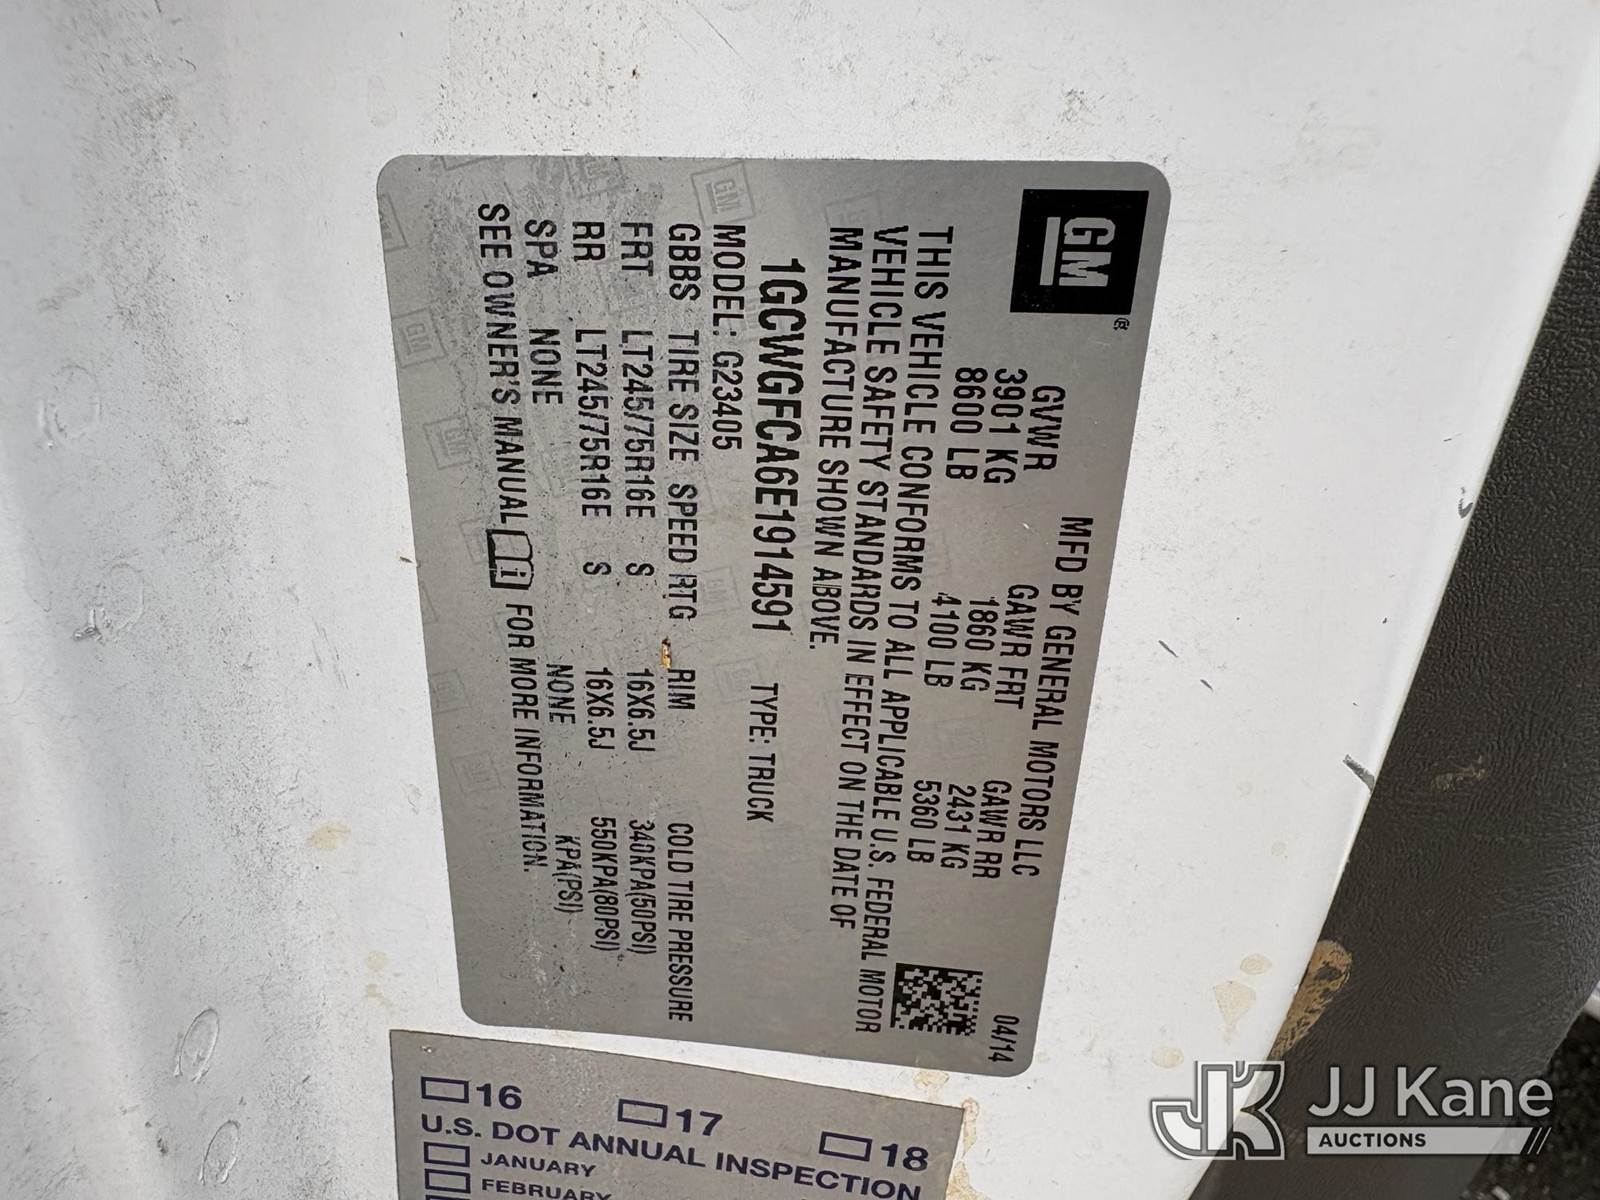 GM®
MFD BY GENERAL MOTORS LLC 04/14
GVWR GAWR FRT GAWR RR
3901 KG 1860 KG 2431 KG
8600 LB 4100 LB 5360 LB
THIS VEHICLE CONFORMS TO ALL APPLICABLE U.S. FEDERAL MOTOR
VEHICLE SAFETY STANDARDS IN EFFECT ON THE DATE OF
MANUFACTURE SHOWN ABOVE.
1GCWGFCA6E1914591 TYPE: TRUCK
MODEL: G23405
GBBS TIRE SIZE SPEED RTG RIM COLD TIRE PRESSURE
FRT LT245/75R16E S 16X6.5J 340KPA(50PSI)
RR LT245/75R16E S 16X6.5J 550KPA(80PSI)
SPA NONE NONE KPA(PSI)
SEE OWNER'S MANUAL i FOR MORE INFORMATION.
16 17 18
U.S. DOT ANNUAL INSPECTION
JANUARY
FEBRUARY
JK JJ Kane
AUCTIONS